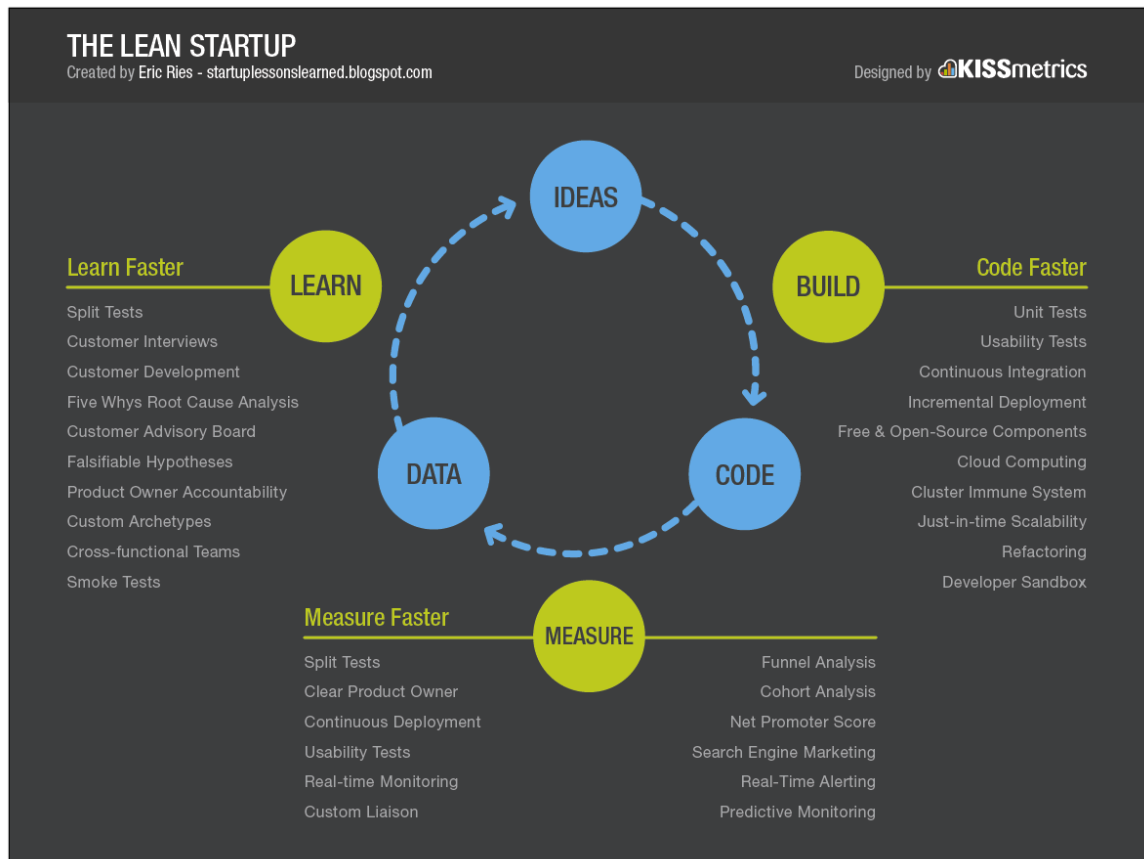 THE LEAN STARTUP
Created by Eric Ries - startuplessonslearned.blogspot.com
Designed by KISSmetrics
IDEAS
LEARN
BUILD
DATA
CODE
MEASURE
Learn Faster
Split Tests
Customer Interviews
Customer Development
Five Whys Root Cause Analysis
Customer Advisory Board
Falsifiable Hypotheses
Product Owner Accountability
Custom Archetypes
Cross-functional Teams
Smoke Tests
Code Faster
Unit Tests
Usability Tests
Continuous Integration
Incremental Deployment
Free & Open-Source Components
Cloud Computing
Cluster Immune System
Just-in-time Scalability
Refactoring
Developer Sandbox
Measure Faster
Split Tests
Clear Product Owner
Continuous Deployment
Usability Tests
Real-time Monitoring
Custom Liaison
Funnel Analysis
Cohort Analysis
Net Promoter Score
Search Engine Marketing
Real-Time Alerting
Predictive Monitoring